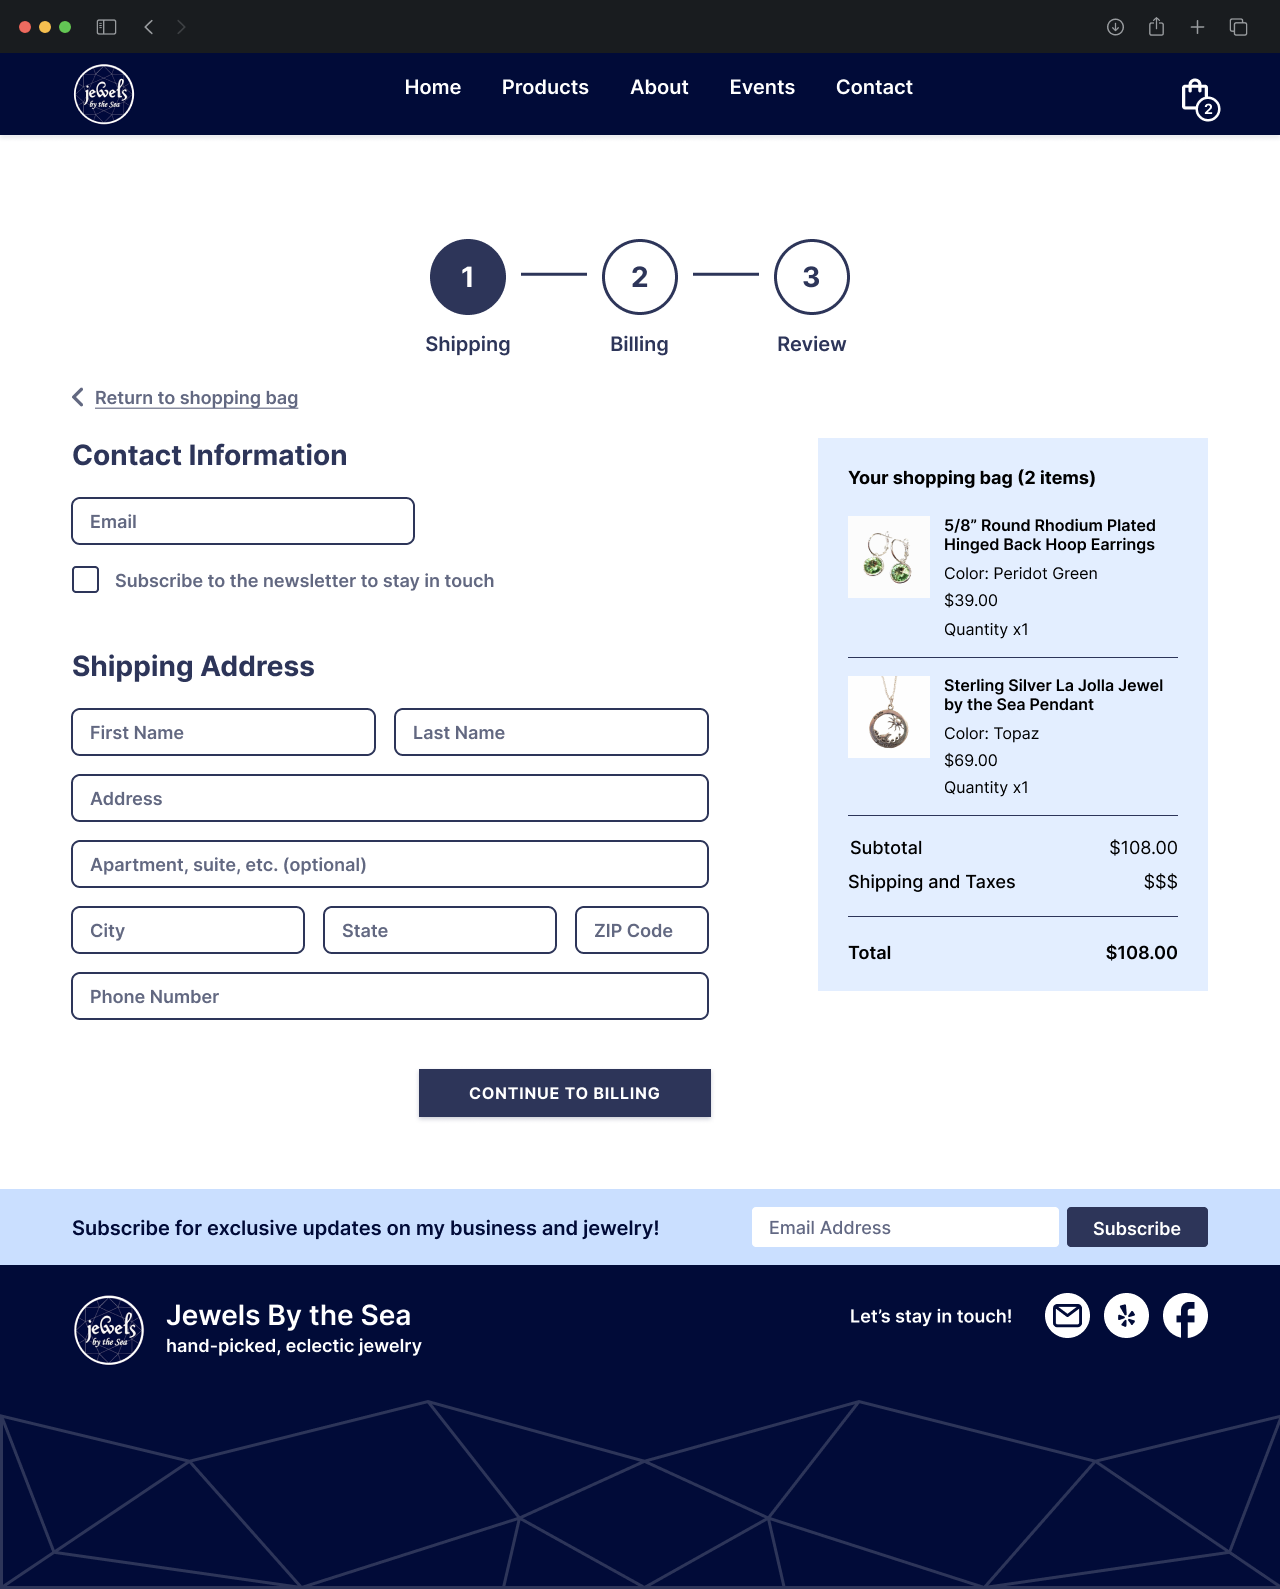 jewels
by the Sea
Home
Products
About
Events
Contact
2
1
2
3
Shipping
Billing
Review
Return to shopping bag
Contact Information
Email
Subscribe to the newsletter to stay in touch
Shipping Address
First Name
Last Name
Address
Apartment, suite, etc. (optional)
City
State
ZIP Code
Phone Number
CONTINUE TO BILLING
Your shopping bag (2 items)
5/8” Round Rhodium Plated
Hinged Back Hoop Earrings
Color: Peridot Green
$39.00
Quantity x1
Sterling Silver La Jolla Jewel
by the Sea Pendant
Color: Topaz
$69.00
Quantity x1
Subtotal $108.00
Shipping and Taxes $$$
Total $108.00
Subscribe for exclusive updates on my business and jewelry!
Email Address
Subscribe
jewels
by the Sea
Jewels By the Sea
hand-picked, eclectic jewelry
Let’s stay in touch!